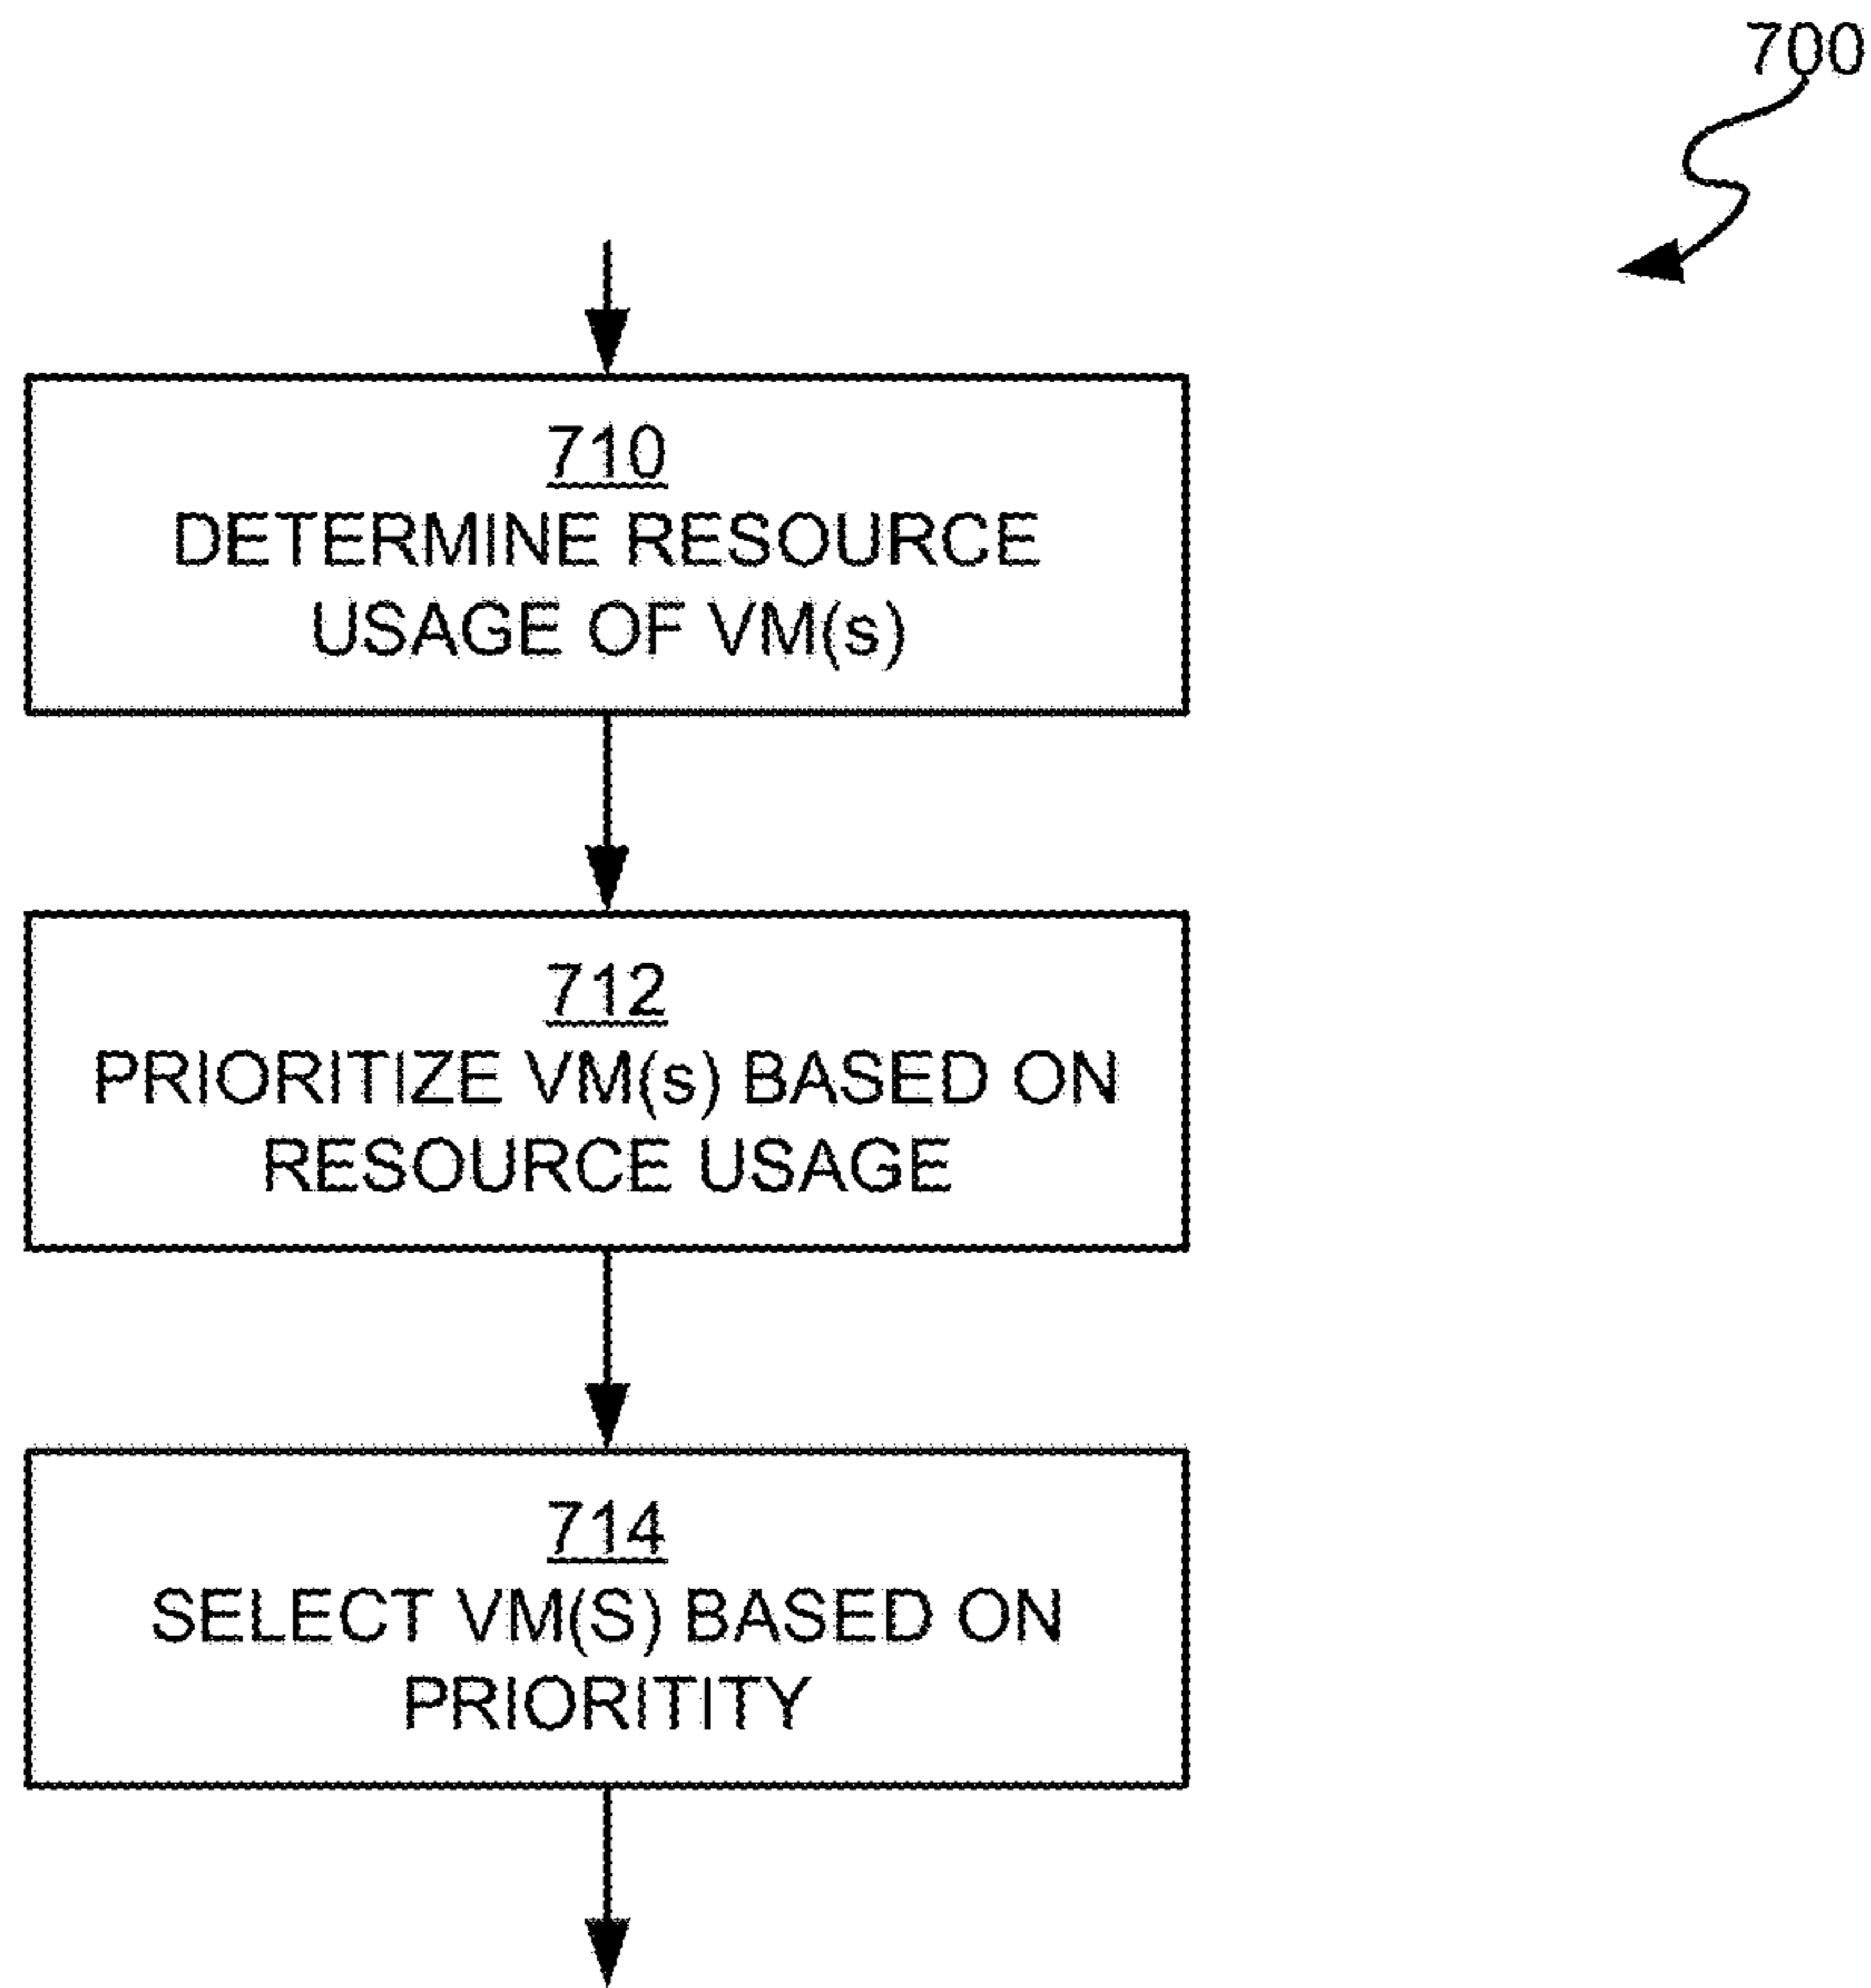 700
710
DETERMINE RESOURCE
USAGE OF VM(s)
712
PRIORITIZE VM(s) BASED ON
RESOURCE USAGE
714
SELECT VM(S) BASED ON
PRIORITITY